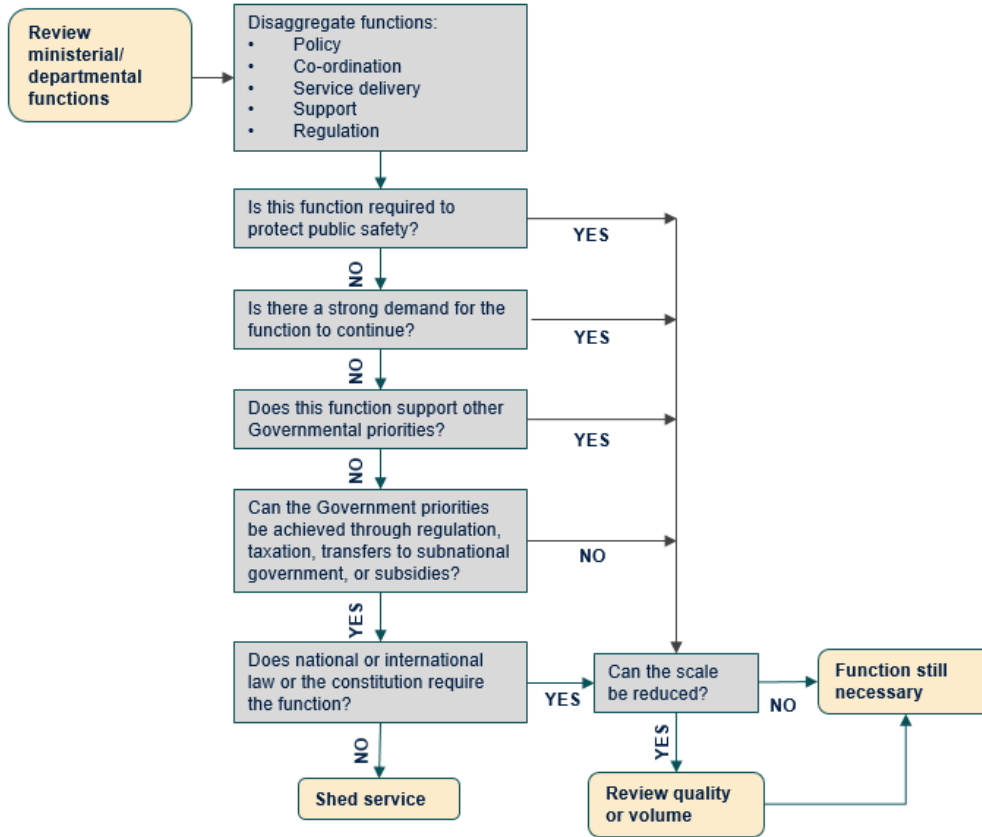 Review
ministerial/
departmental
functions
Disaggregate functions:
• Policy
• Co-ordination
• Service delivery
• Support
• Regulation
Is this function required to
protect public safety?
YES
NO
Is there a strong demand for the
function to continue?
YES
NO
Does this function support other
Governmental priorities?
YES
NO
Can the Government priorities
be achieved through regulation,
taxation, transfers to subnational
government, or subsidies?
NO
YES
Does national or international
law or the constitution require
the function?
YES
Can the scale
be reduced?
NO
Function still
necessary
NO
YES
Shed service
Review quality
or volume